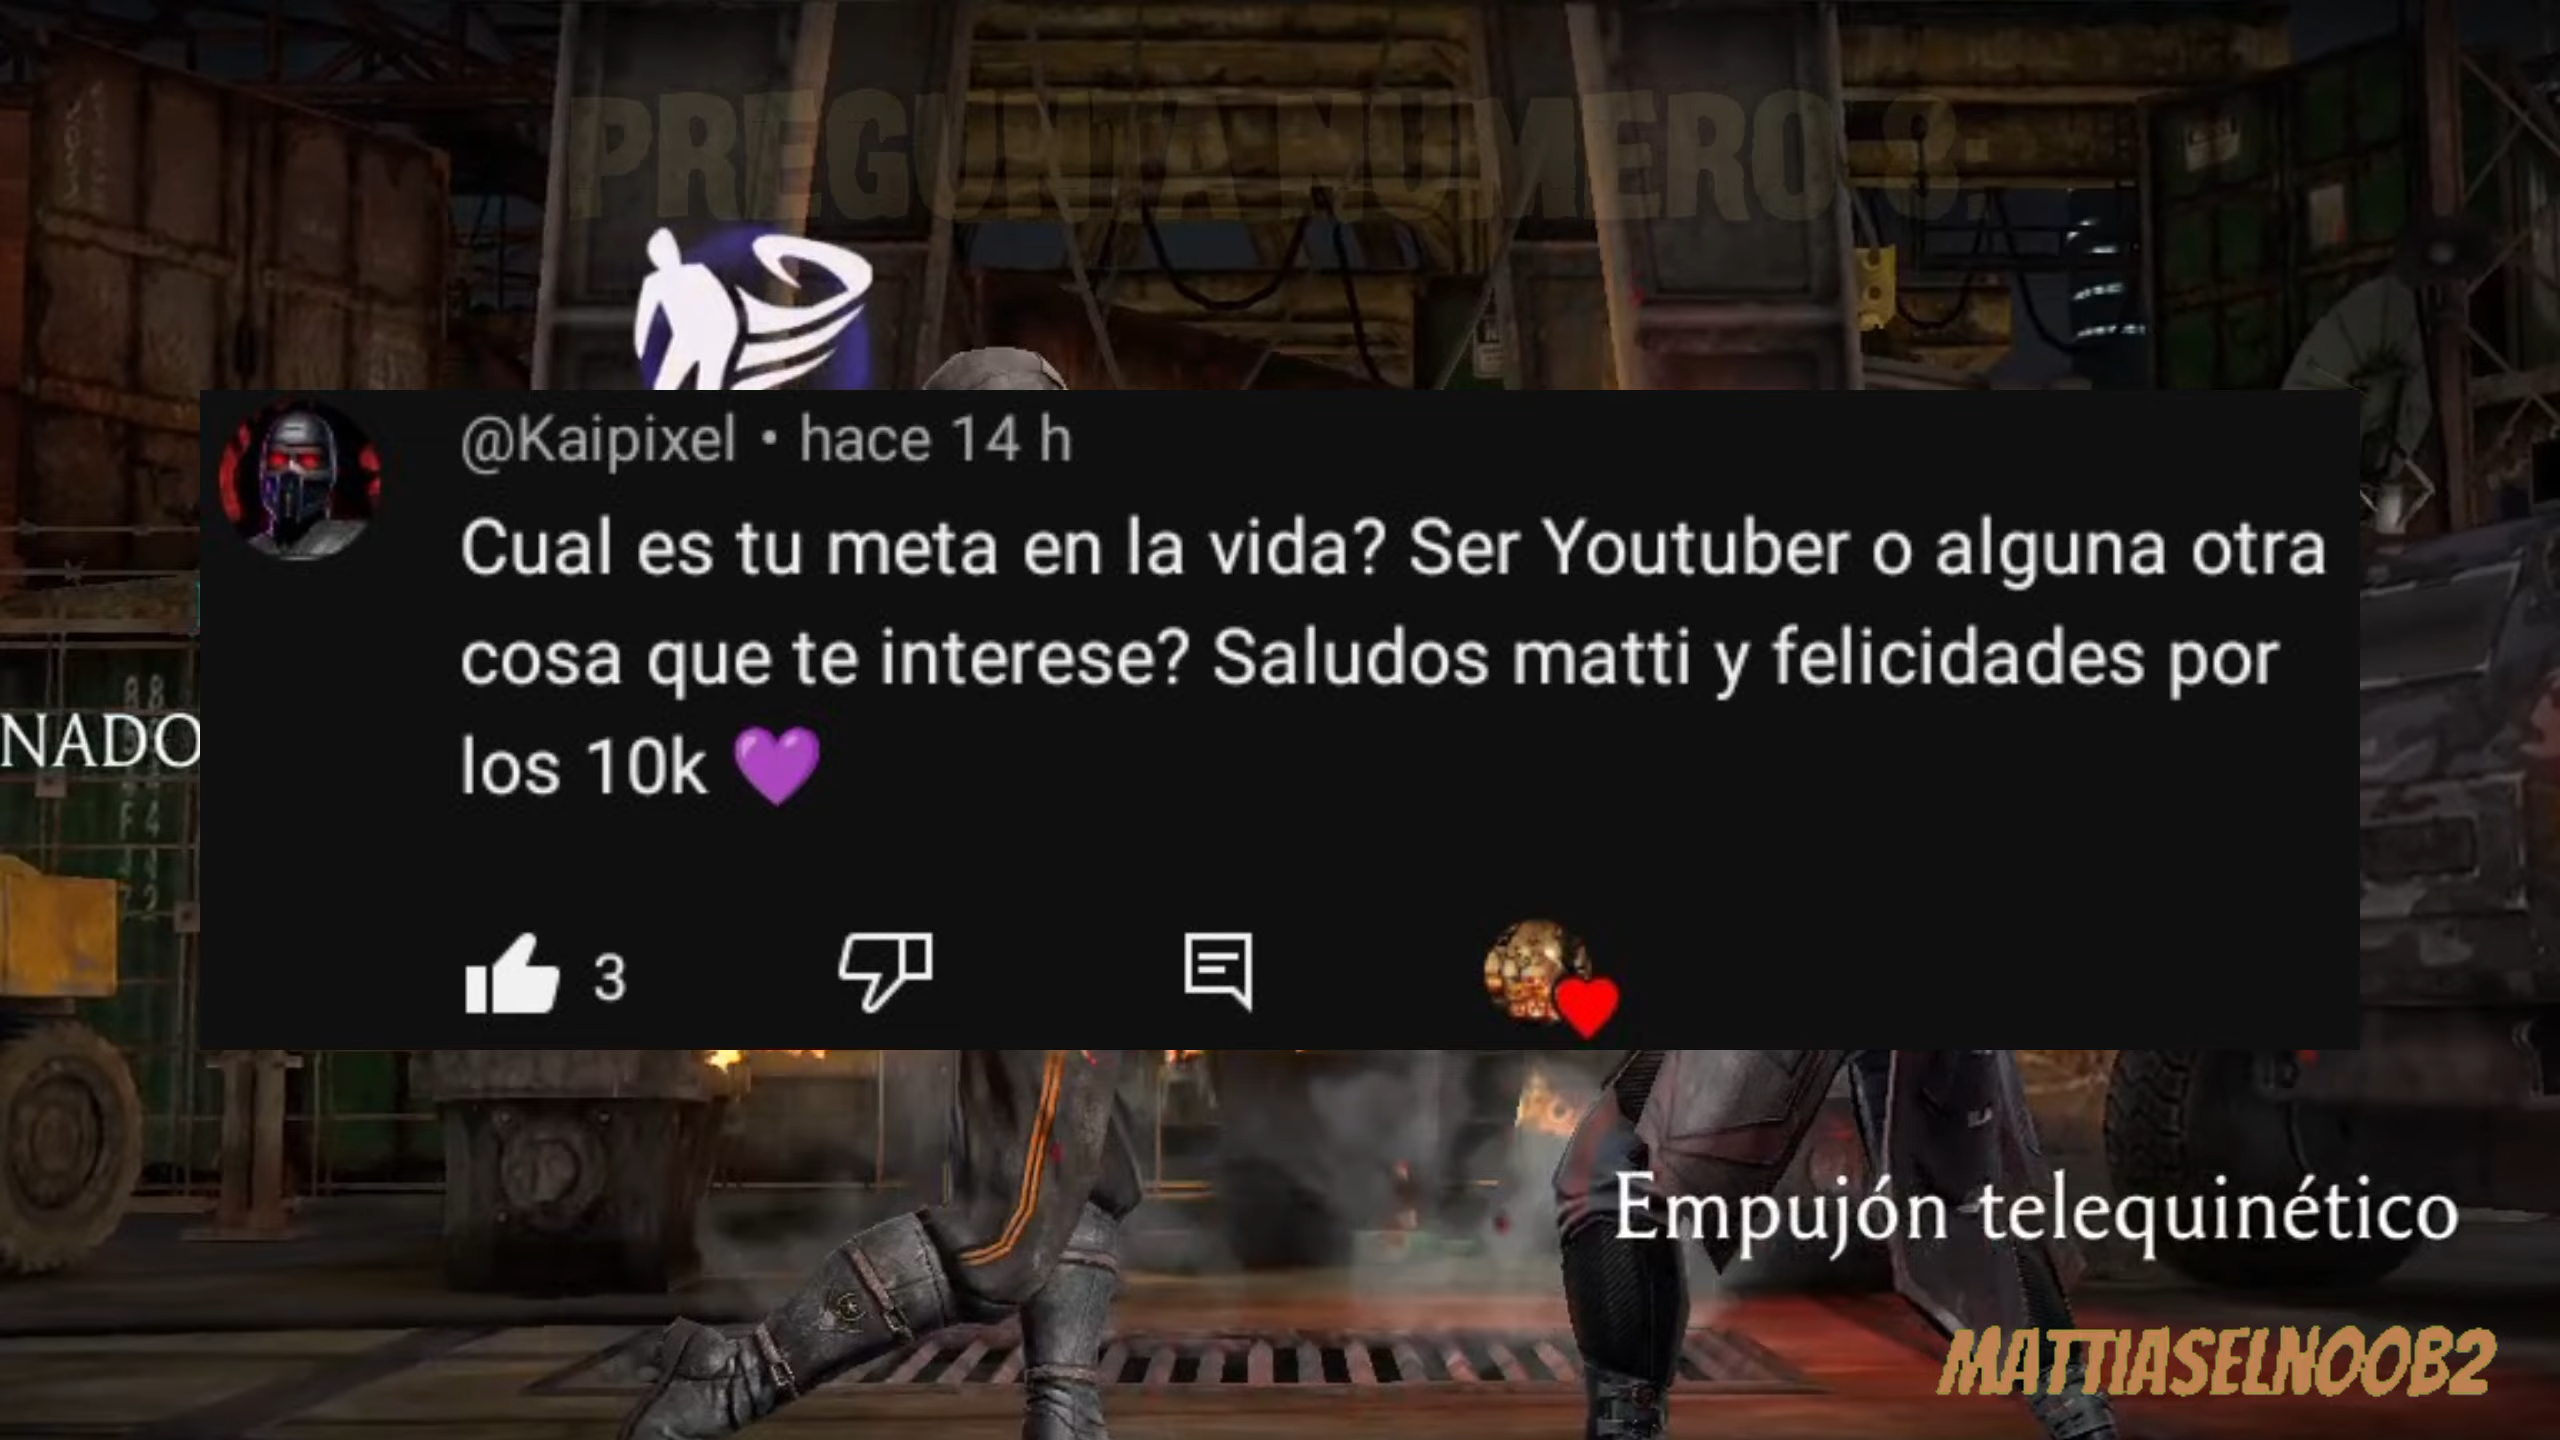 PREGUNTA NUMERO 8:
@Kaipixel • hace 14 h
Cual es tu meta en la vida? Ser Youtuber o alguna otra
cosa que te interese? Saludos matti y felicidades por
los 10k 💜
NADO
3
Empujón telequinético
MATTIASELNOOB2